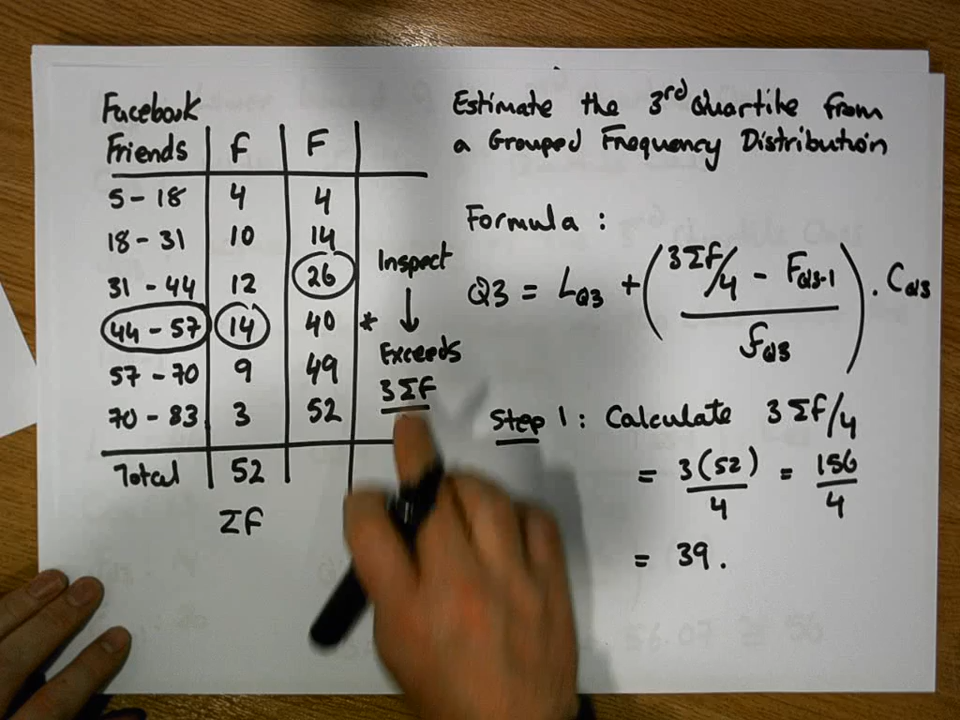 Facebook
Friends f F
5 - 18 4 4
18 - 31 10 14
31 - 44 12 26
44 - 57 14 40 *
57 - 70 9 49
70 - 83 3 52
Total 52
Σf
Inspect
↓
Exceeds
3Σf
Estimate the 3rd Quartile from
a Grouped Frequency Distribution
Formula :
Q3 = LQ3 + ( 3Σf/4 - FQ3-1 / fQ3 ) . CQ3
Step 1 : Calculate 3Σf/4
= 3(52)/4 = 156/4
= 39 .